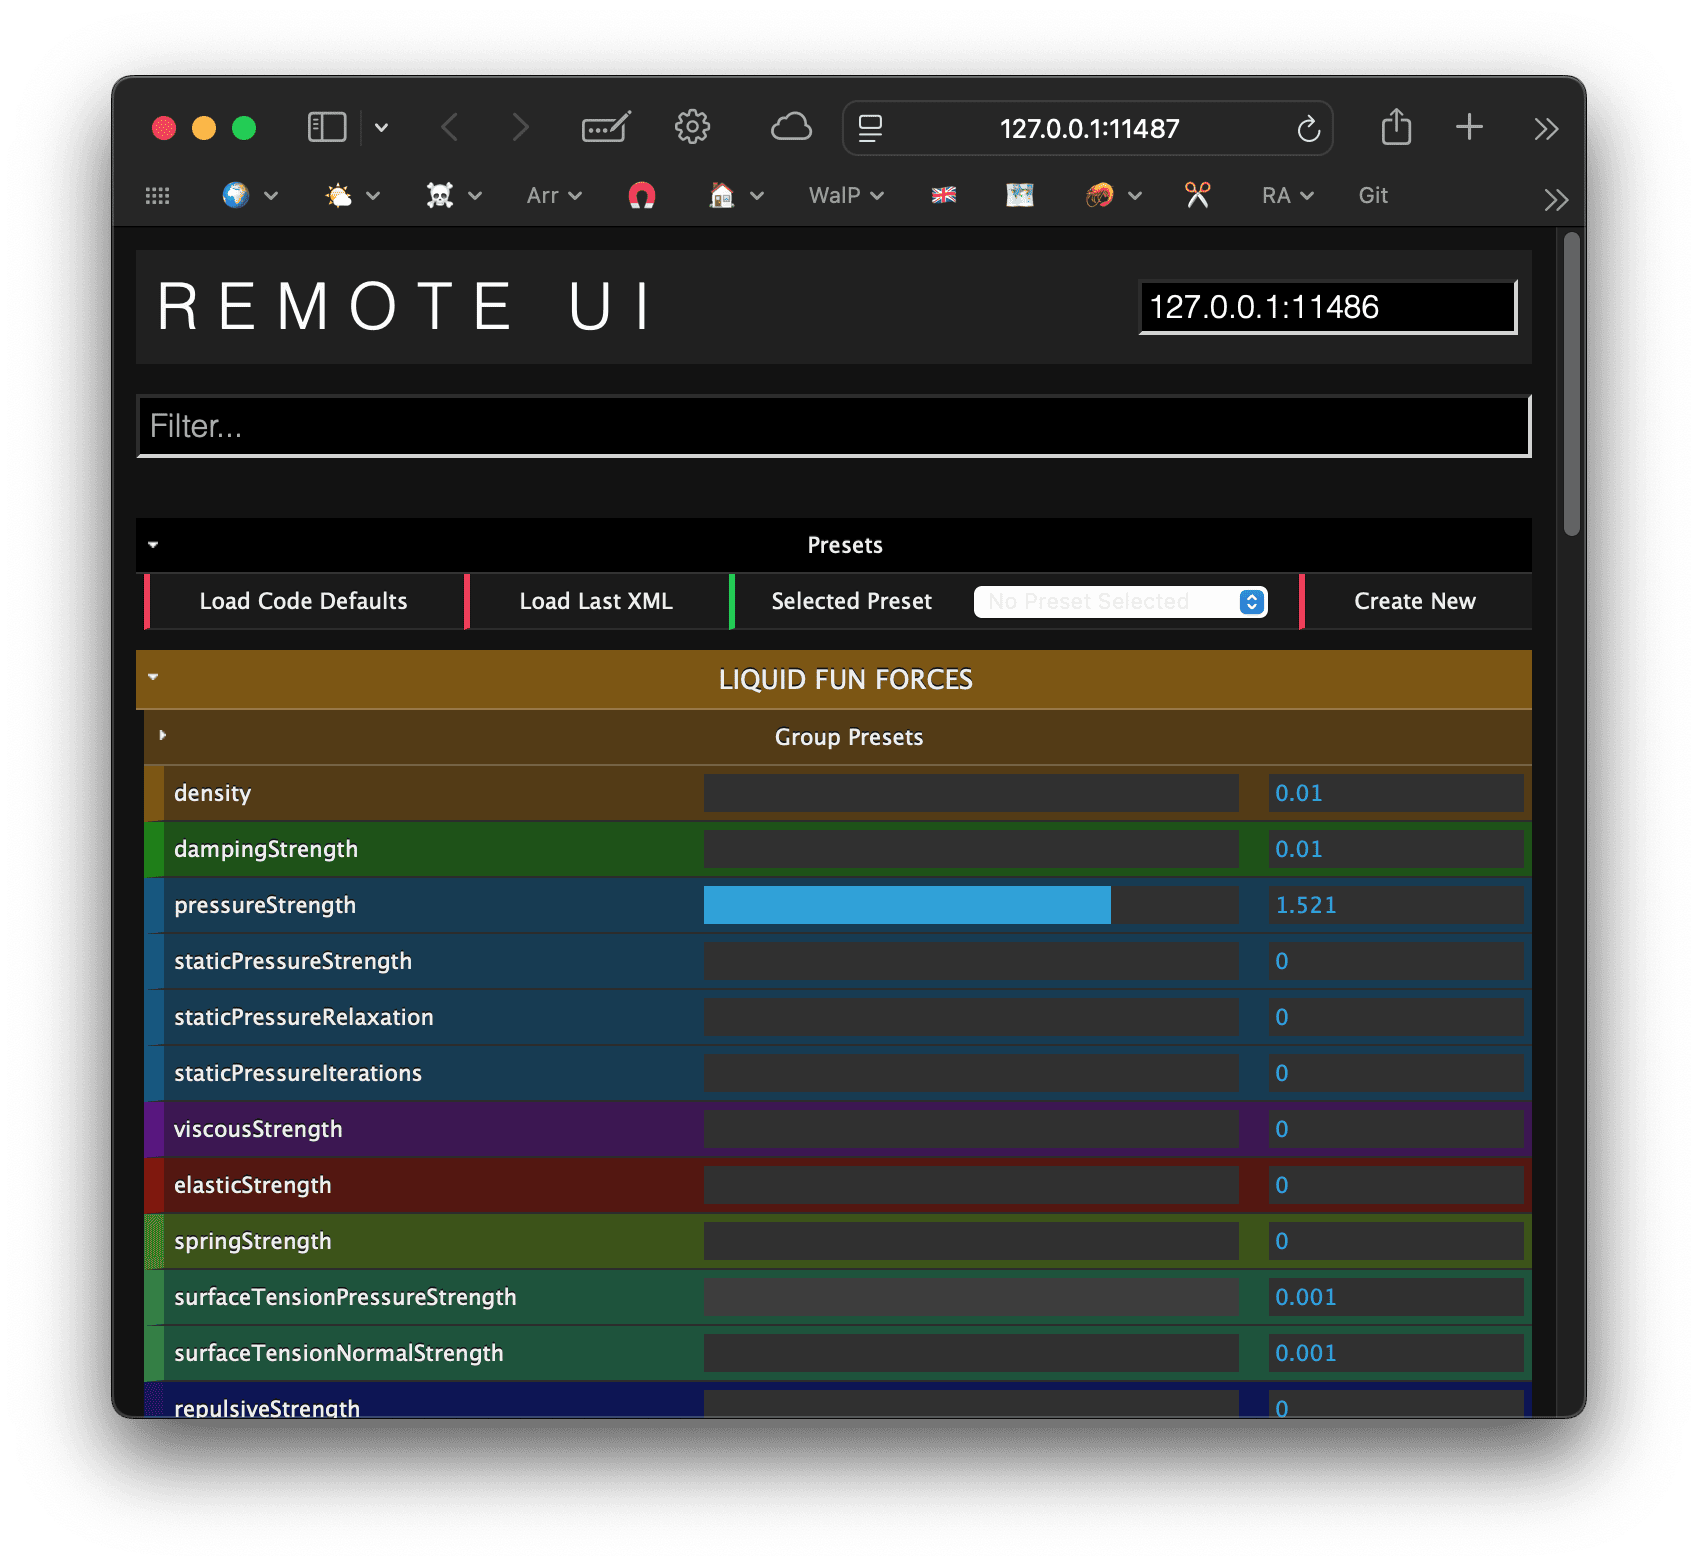 127.0.0.1:11487
Arr WalP RA Git
REMOTE UI 127.0.0.1:11486
Filter...
Presets
Load Code Defaults Load Last XML Selected Preset No Preset Selected Create New
LIQUID FUN FORCES
Group Presets
density 0.01
dampingStrength 0.01
pressureStrength 1.521
staticPressureStrength 0
staticPressureRelaxation 0
staticPressureIterations 0
viscousStrength 0
elasticStrength 0
springStrength 0
surfaceTensionPressureStrength 0.001
surfaceTensionNormalStrength 0.001
repulsiveStrength 0